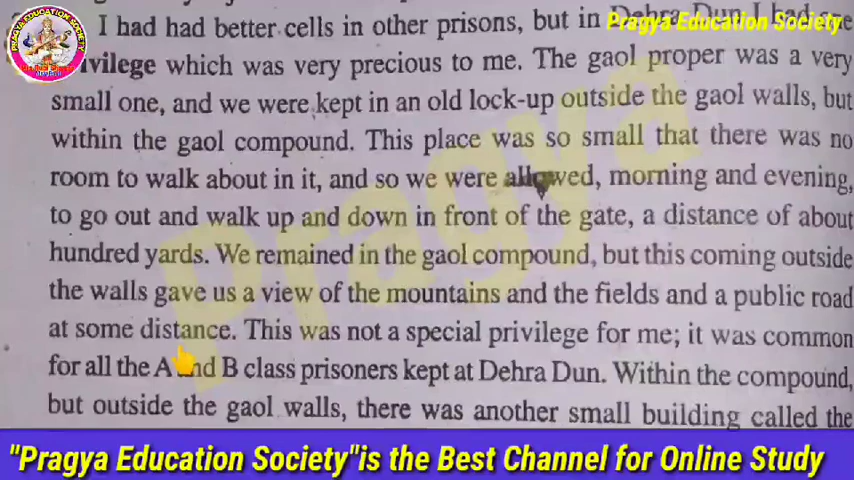 I had had better cells in other prisons, but in Dehra Dun I had one
Pragya Education Society
privilege which was very precious to me. The gaol proper was a very
small one, and we were kept in an old lock-up outside the gaol walls, but
within the gaol compound. This place was so small that there was no
room to walk about in it, and so we were allowed, morning and evening,
to go out and walk up and down in front of the gate, a distance of about
hundred yards. We remained in the gaol compound, but this coming outside
the walls gave us a view of the mountains and the fields and a public road
at some distance. This was not a special privilege for me; it was common
for all the A and B class prisoners kept at Dehra Dun. Within the compound,
but outside the gaol walls, there was another small building called the
Pragya
"Pragya Education Society"is the Best Channel for Online Study